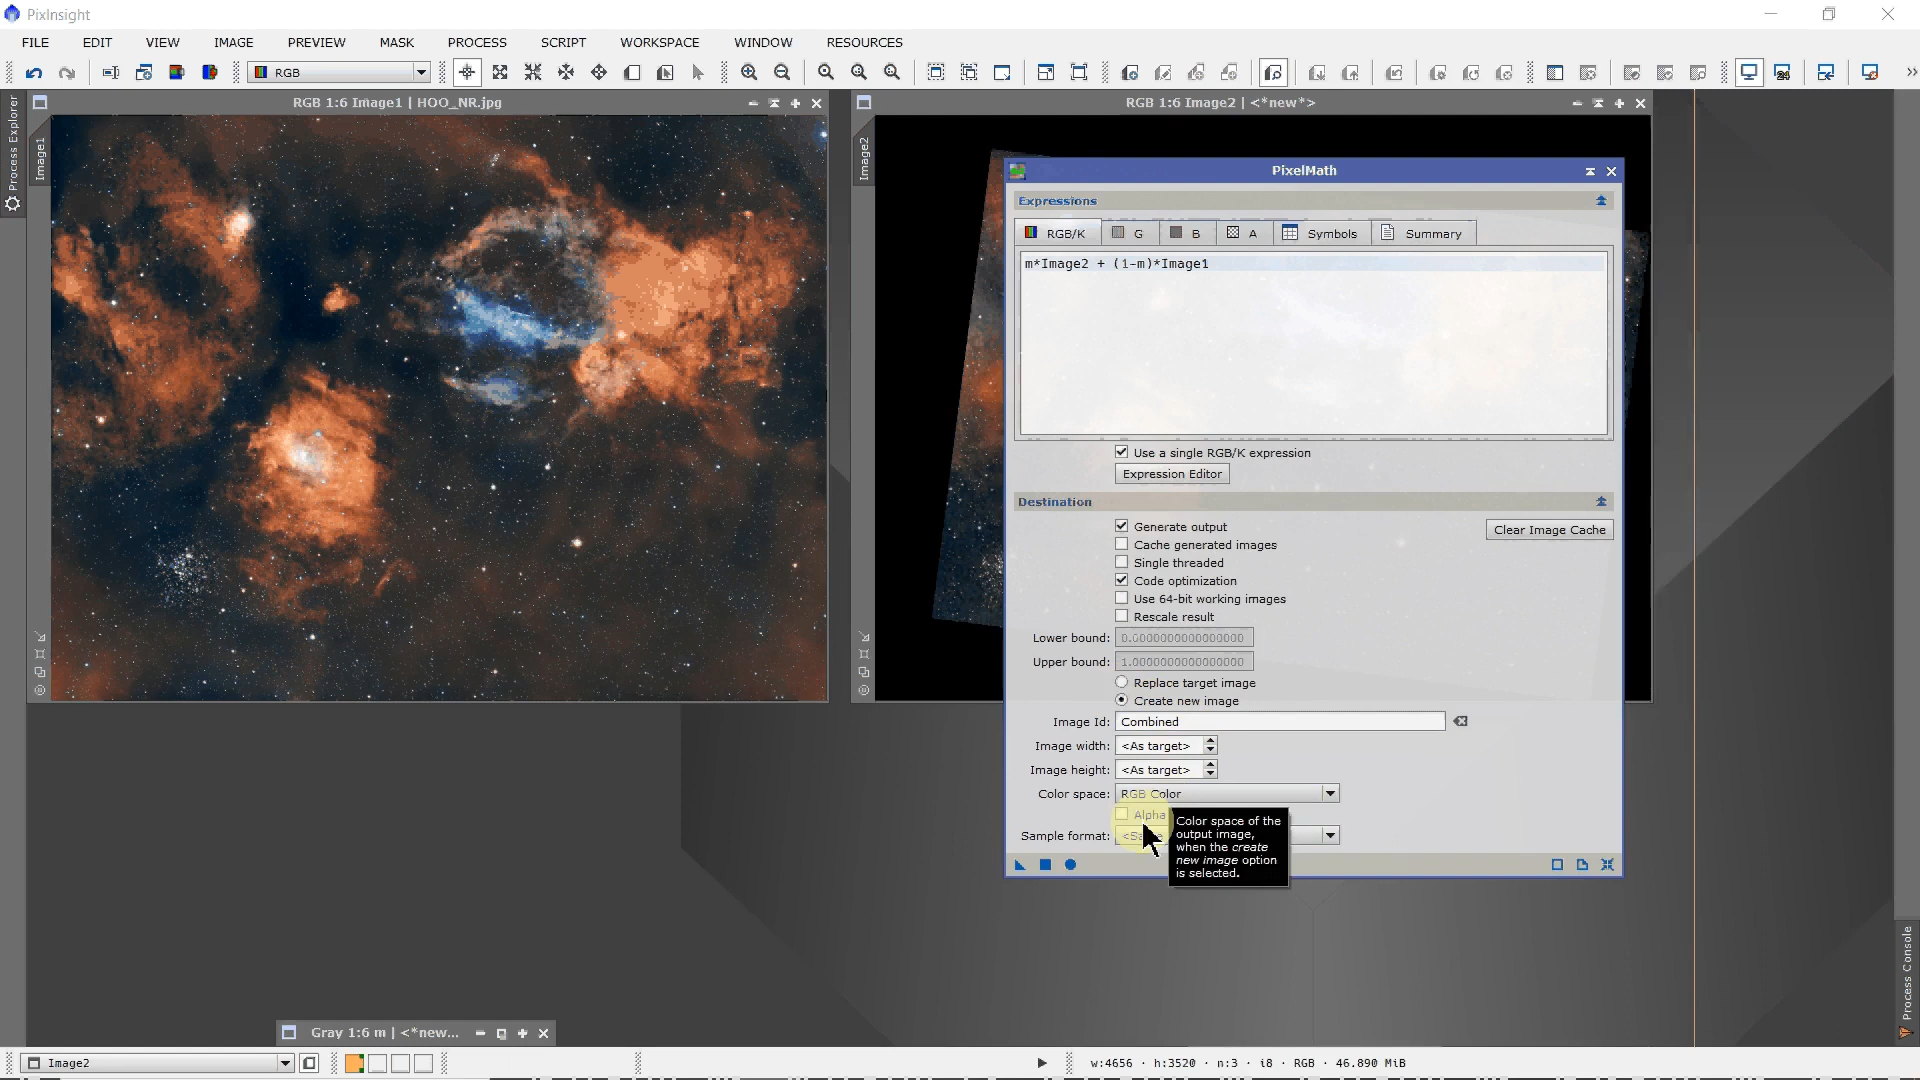 PixInsight
FILE EDIT VIEW IMAGE PREVIEW MASK PROCESS SCRIPT WORKSPACE WINDOW RESOURCES
RGB
24
Process Explorer
RGB 1:6 Image1 | HOO_NR.jpg
Image1
RGB 1:6 Image2 | <*new*>
Image2
PixelMath
Expressions
RGB/K G B A Symbols Summary
m*Image2 + (1-m)*Image1
Use a single RGB/K expression
Expression Editor
Destination
Generate output
Clear Image Cache
Cache generated images
Single threaded
Code optimization
Use 64-bit working images
Rescale result
Lower bound: 0.0000000000000000
Upper bound: 1.0000000000000000
Replace target image
Create new image
Image Id: Combined
Image width: <As target>
Image height: <As target>
Color space: RGB Color
Alpha
Sample format:
Color space of the
output image,
when the create
new image option
is selected.
Process Console
Gray 1:6 m | <*new...
Image2
w:4656 · h:3520 · n:3 · i8 · RGB · 46.890 MiB